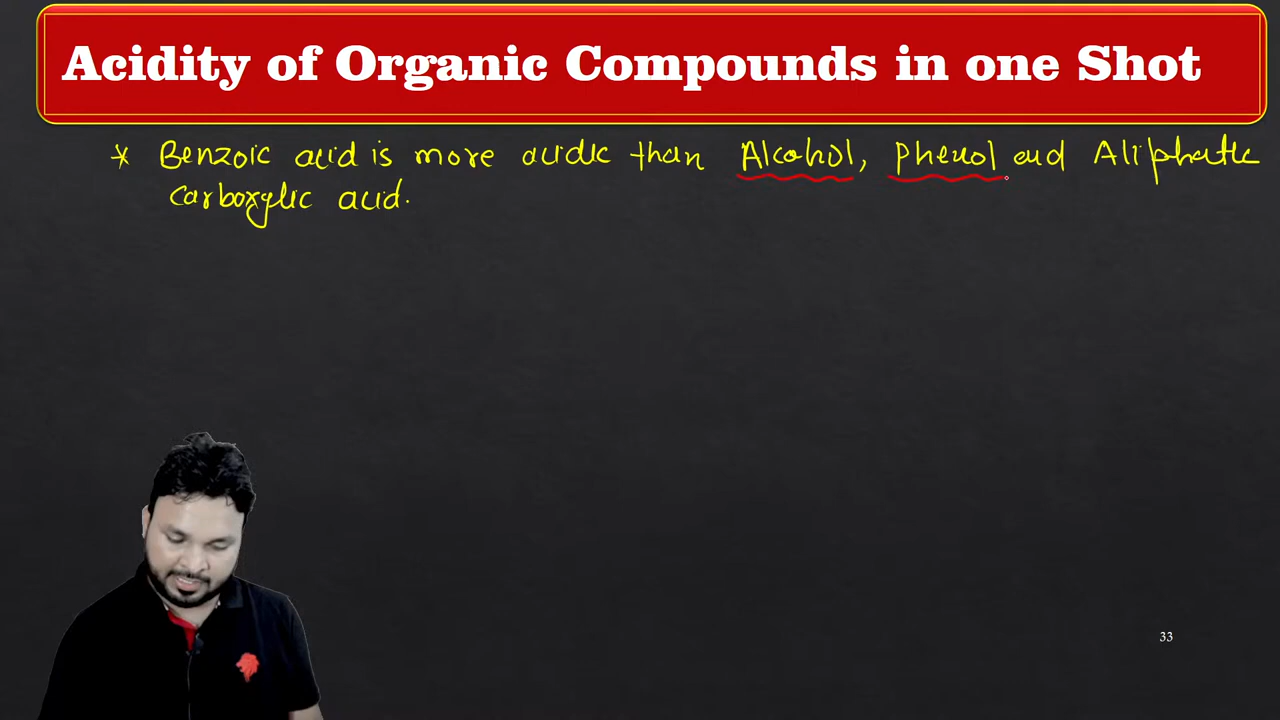 Acidity of Organic Compounds in one Shot
* Benzoic acid is more acidic than Alcohol, Phenol and Aliphatic
Carboxylic acid.
33